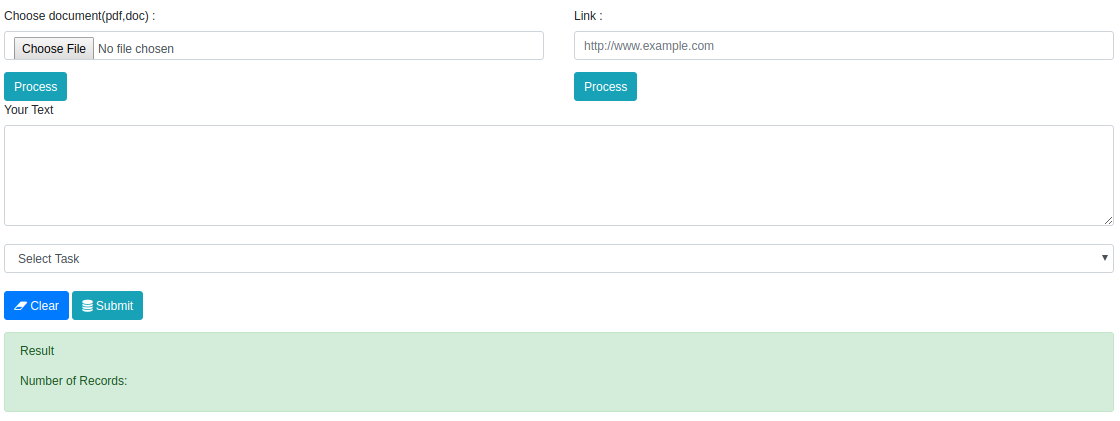 Choose document(pdf,doc) :
Link :
Choose File No file chosen
http://www.example.com
Process
Process
Your Text
Select Task
Clear Submit
Result
Number of Records: